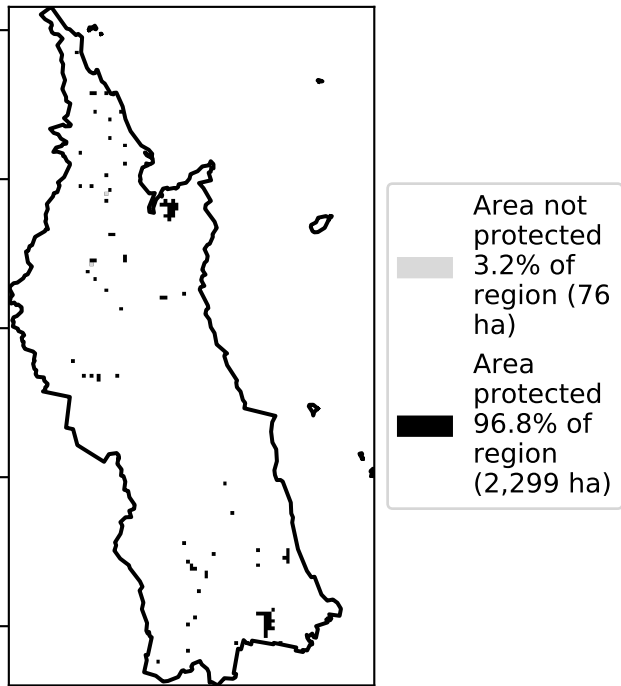 Area not
protected
3.2% of
region (76
ha)
Area
protected
96.8% of
region
(2,299 ha)